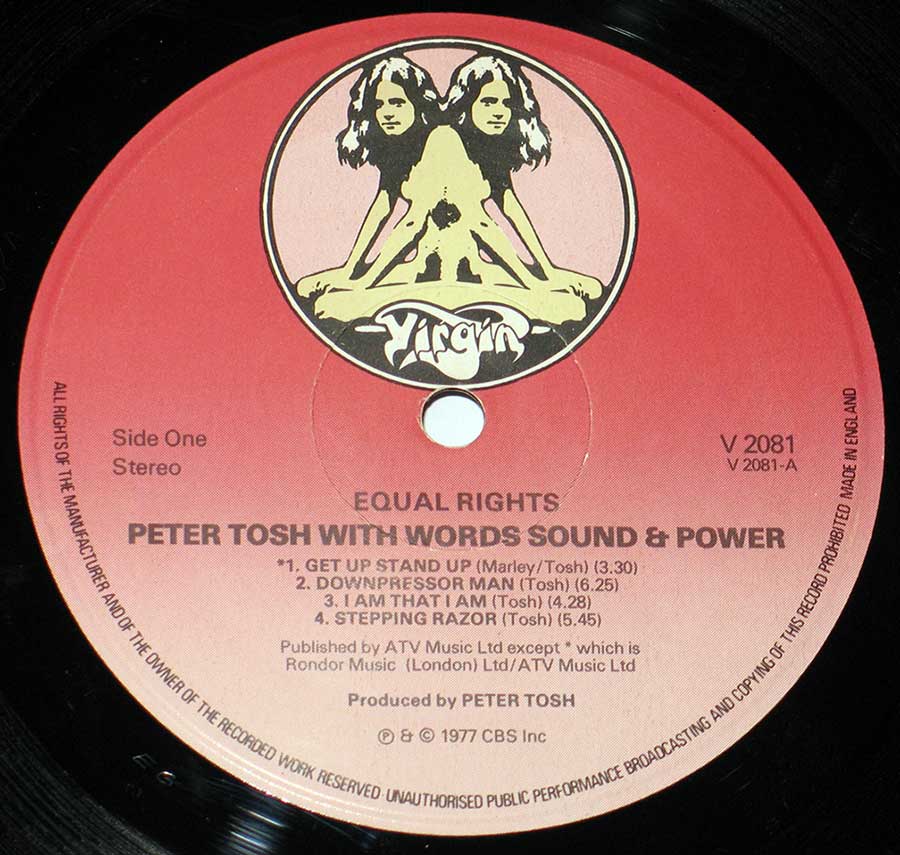 Virgin
Side One
Stereo
V 2081
V 2081-A
EQUAL RIGHTS
PETER TOSH WITH WORDS SOUND & POWER
*1. GET UP STAND UP (Marley/Tosh) (3.30)
2. DOWNPRESSOR MAN (Tosh) (6.25)
3. I AM THAT I AM (Tosh) (4.28)
4. STEPPING RAZOR (Tosh) (5.45)
Published by ATV Music Ltd except * which is
Rondor Music (London) Ltd/ATV Music Ltd
Produced by PETER TOSH
℗ & © 1977 CBS Inc
ALL RIGHTS OF THE MANUFACTURER AND OF THE OWNER OF THE RECORDED WORK RESERVED · UNAUTHORISED PUBLIC PERFORMANCE BROADCASTING AND COPYING OF THIS RECORD PROHIBITED MADE IN ENGLAND